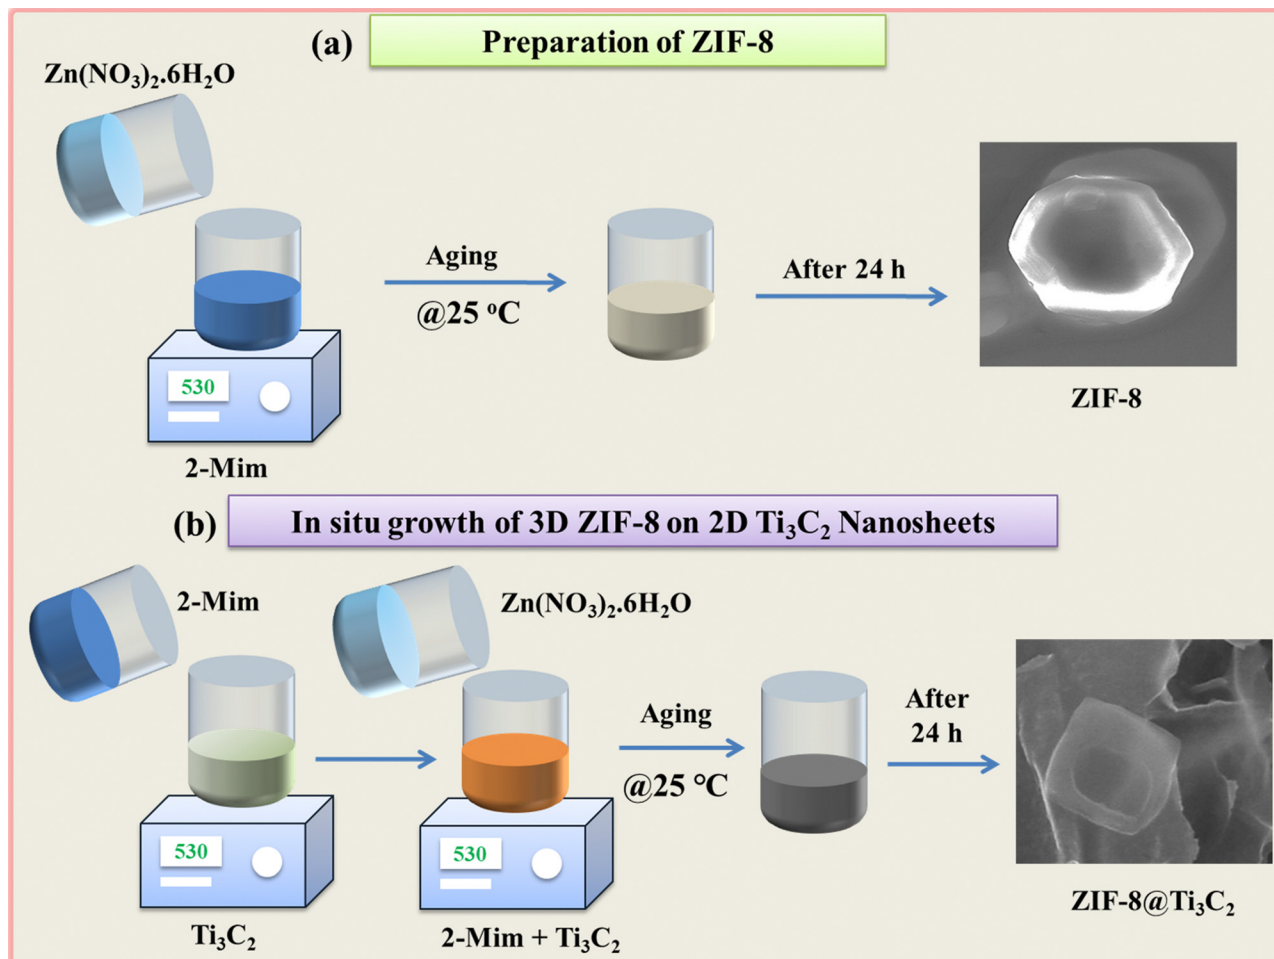 (a)
Preparation of ZIF-8
Zn(NO₃)₂.6H₂O
Aging
@25 ᵒC
After 24 h
530
2-Mim
ZIF-8
(b)
In situ growth of 3D ZIF-8 on 2D Ti₃C₂ Nanosheets
2-Mim
Zn(NO₃)₂.6H₂O
Aging
@25 °C
After
24 h
530
530
Ti₃C₂
2-Mim + Ti₃C₂
ZIF-8@Ti₃C₂